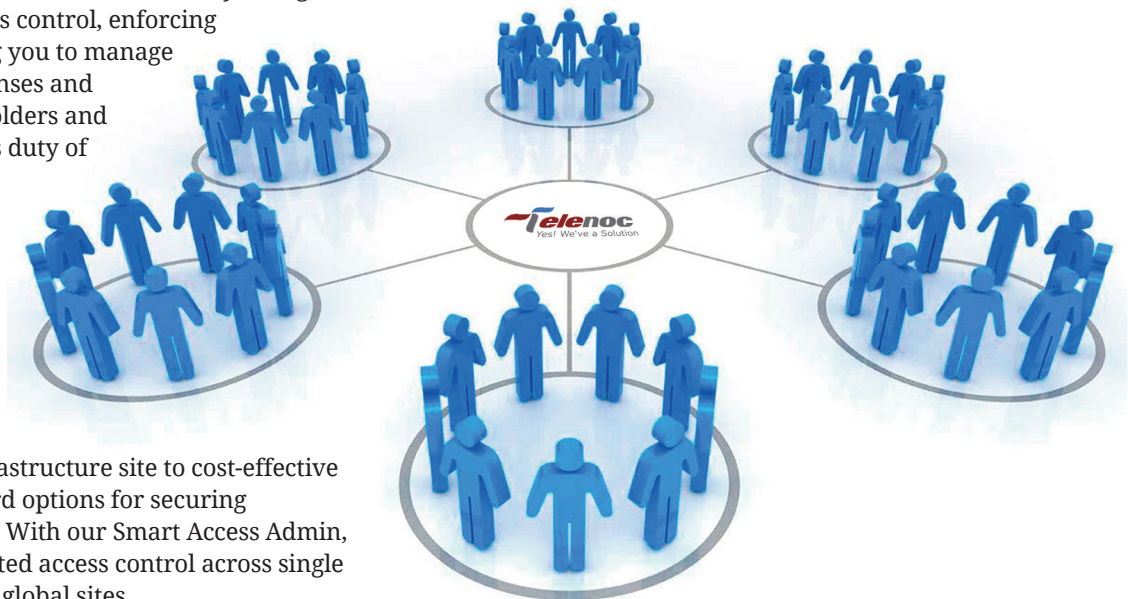 s control, enforcing
g you to manage
nses and
olders and
s duty of
Telenoc
Yes! We've a Solution
astructure site to cost-effective
rd options for securing
With our Smart Access Admin,
ted access control across single
global sites